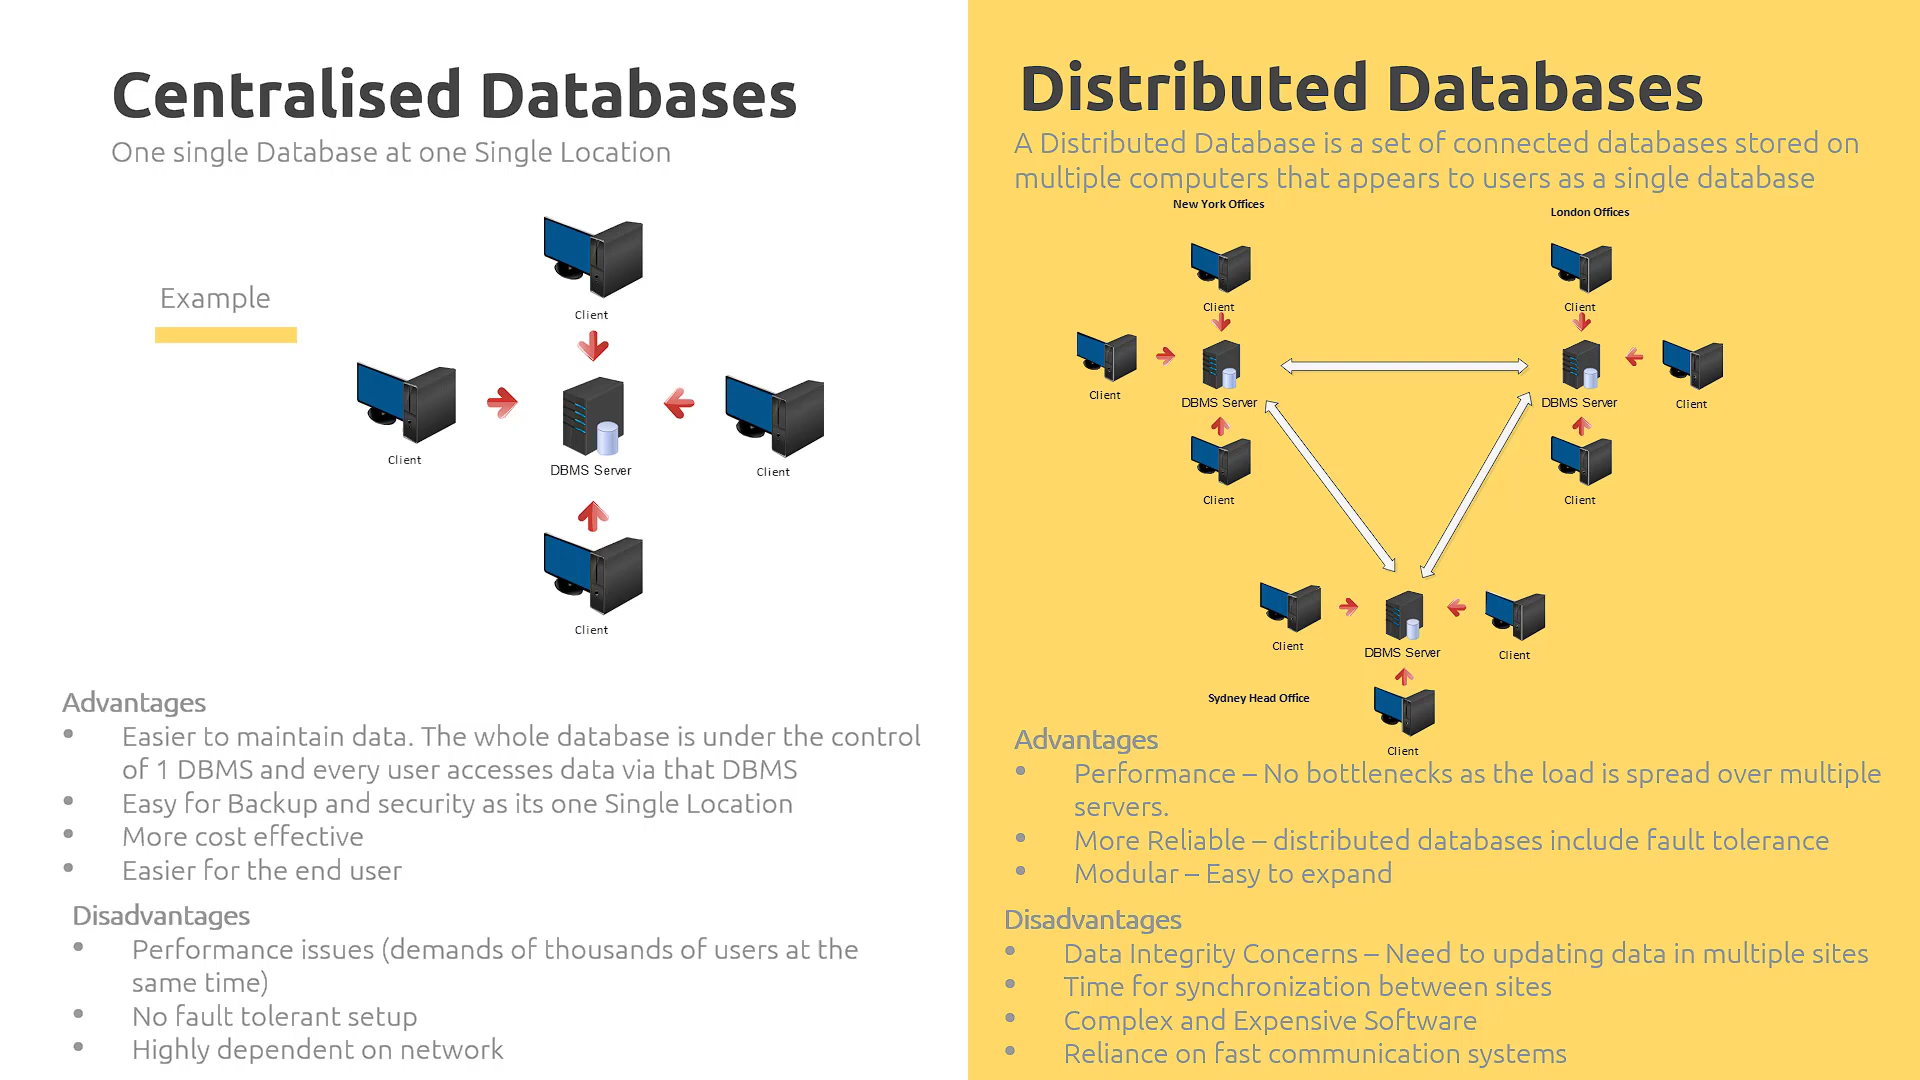 Centralised Databases
One single Database at one Single Location
Example
Client
Client
DBMS Server
Client
Client
Advantages
• Easier to maintain data. The whole database is under the control
of 1 DBMS and every user accesses data via that DBMS
• Easy for Backup and security as its one Single Location
• More cost effective
• Easier for the end user
Disadvantages
• Performance issues (demands of thousands of users at the
same time)
• No fault tolerant setup
• Highly dependent on network
Distributed Databases
A Distributed Database is a set of connected databases stored on
multiple computers that appears to users as a single database
New York Offices
London Offices
Client
Client
Client
DBMS Server
DBMS Server
Client
Client
Client
Client
DBMS Server
Client
Sydney Head Office
Client
Advantages
• Performance – No bottlenecks as the load is spread over multiple
servers.
• More Reliable – distributed databases include fault tolerance
• Modular – Easy to expand
Disadvantages
• Data Integrity Concerns – Need to updating data in multiple sites
• Time for synchronization between sites
• Complex and Expensive Software
• Reliance on fast communication systems